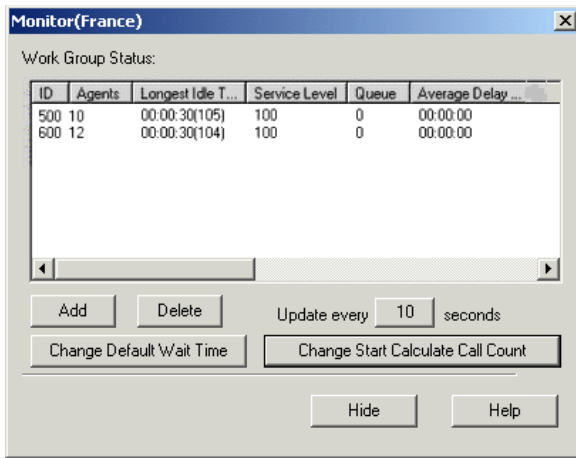 Monitor(France)
Work Group Status:
ID Agents Longest Idle T... Service Level Queue Average Delay ...
500 10 00:00:30(105) 100 0 00:00:00
600 12 00:00:30(104) 100 0 00:00:00
Add Delete Update every 10 seconds
Change Default Wait Time Change Start Calculate Call Count
Hide Help